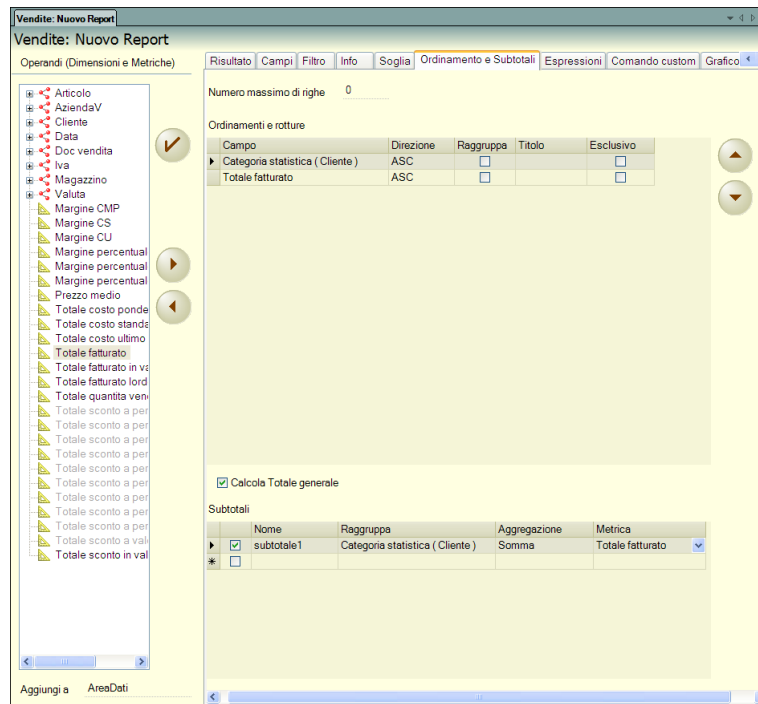 Vendite: Nuovo Report
Vendite: Nuovo Report
Operandi (Dimensioni e Metriche)
Risultato Campi Filtro Info Soglia Ordinamento e Subtotali Espressioni Comando custom Grafico
Articolo
AziendaV
Cliente
Data
Doc vendita
Iva
Magazzino
Valuta
Margine CMP
Margine CS
Margine CU
Margine percentual
Margine percentual
Margine percentual
Prezzo medio
Totale costo ponde
Totale costo standa
Totale costo ultimo
Totale fatturato
Totale fatturato in va
Totale fatturato lord
Totale quantita ven
Totale sconto a per
Totale sconto a per
Totale sconto a per
Totale sconto a per
Totale sconto a per
Totale sconto a per
Totale sconto a per
Totale sconto a per
Totale sconto a per
Totale sconto a val
Totale sconto in val
Aggiungi a AreaDati
Numero massimo di righe 0
Ordinamenti e rotture
Campo Direzione Raggruppa Titolo Esclusivo
Categoria statistica ( Cliente ) ASC
Totale fatturato ASC
Calcola Totale generale
Subtotali
Nome Raggruppa Aggregazione Metrica
subtotale1 Categoria statistica ( Cliente ) Somma Totale fatturato